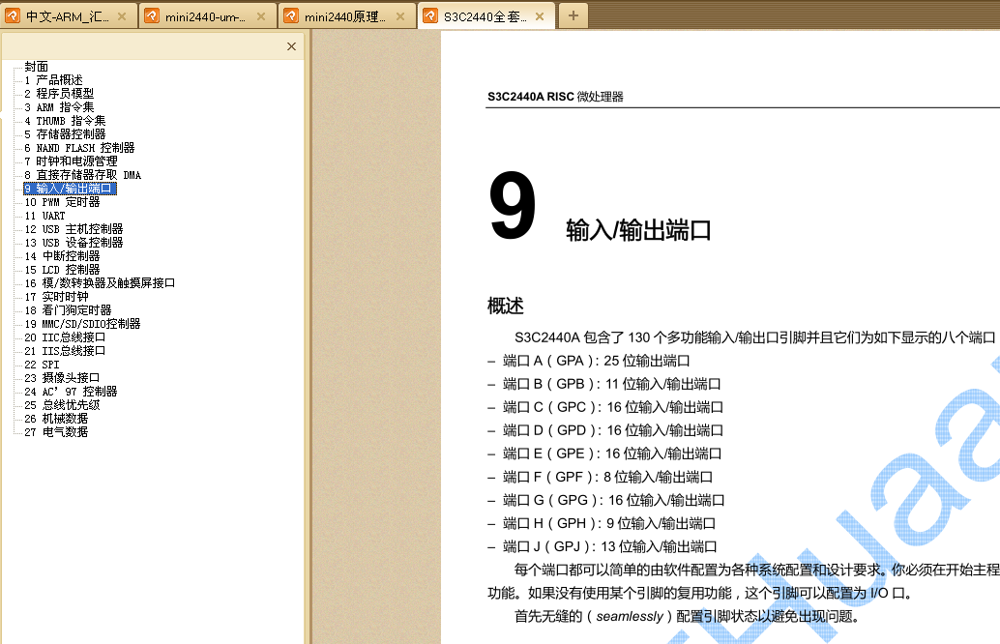 中文-ARM_汇...
mini2440-um-...
mini2440原理...
S3C2440全套...
封面
1 产品概述
2 程序员模型
3 ARM 指令集
4 THUMB 指令集
5 存储器控制器
6 NAND FLASH 控制器
7 时钟和电源管理
8 直接存储器存取 DMA
9 输入/输出端口
10 PWM 定时器
11 UART
12 USB 主机控制器
13 USB 设备控制器
14 中断控制器
15 LCD 控制器
16 模/数转换器及触摸屏接口
17 实时时钟
18 看门狗定时器
19 MMC/SD/SDIO控制器
20 IIC总线接口
21 IIS总线接口
22 SPI
23 摄像头接口
24 AC’97 控制器
25 总线优先级
26 机械数据
27 电气数据
S3C2440A RISC 微处理器
9 输入/输出端口
概述
S3C2440A 包含了 130 个多功能输入/输出口引脚并且它们为如下显示的八个端口
– 端口 A（GPA）：25 位输出端口
– 端口 B（GPB）：11 位输入/输出端口
– 端口 C（GPC）：16 位输入/输出端口
– 端口 D（GPD）：16 位输入/输出端口
– 端口 E（GPE）：16 位输入/输出端口
– 端口 F（GPF）：8 位输入/输出端口
– 端口 G（GPG）：16 位输入/输出端口
– 端口 H（GPH）：9 位输入/输出端口
– 端口 J（GPJ）：13 位输入/输出端口
每个端口都可以简单的由软件配置为各种系统配置和设计要求。你必须在开始主程
功能。如果没有使用某个引脚的复用功能，这个引脚可以配置为 I/O 口。
首先无缝的（seamlessly）配置引脚状态以避免出现问题。
Huaa